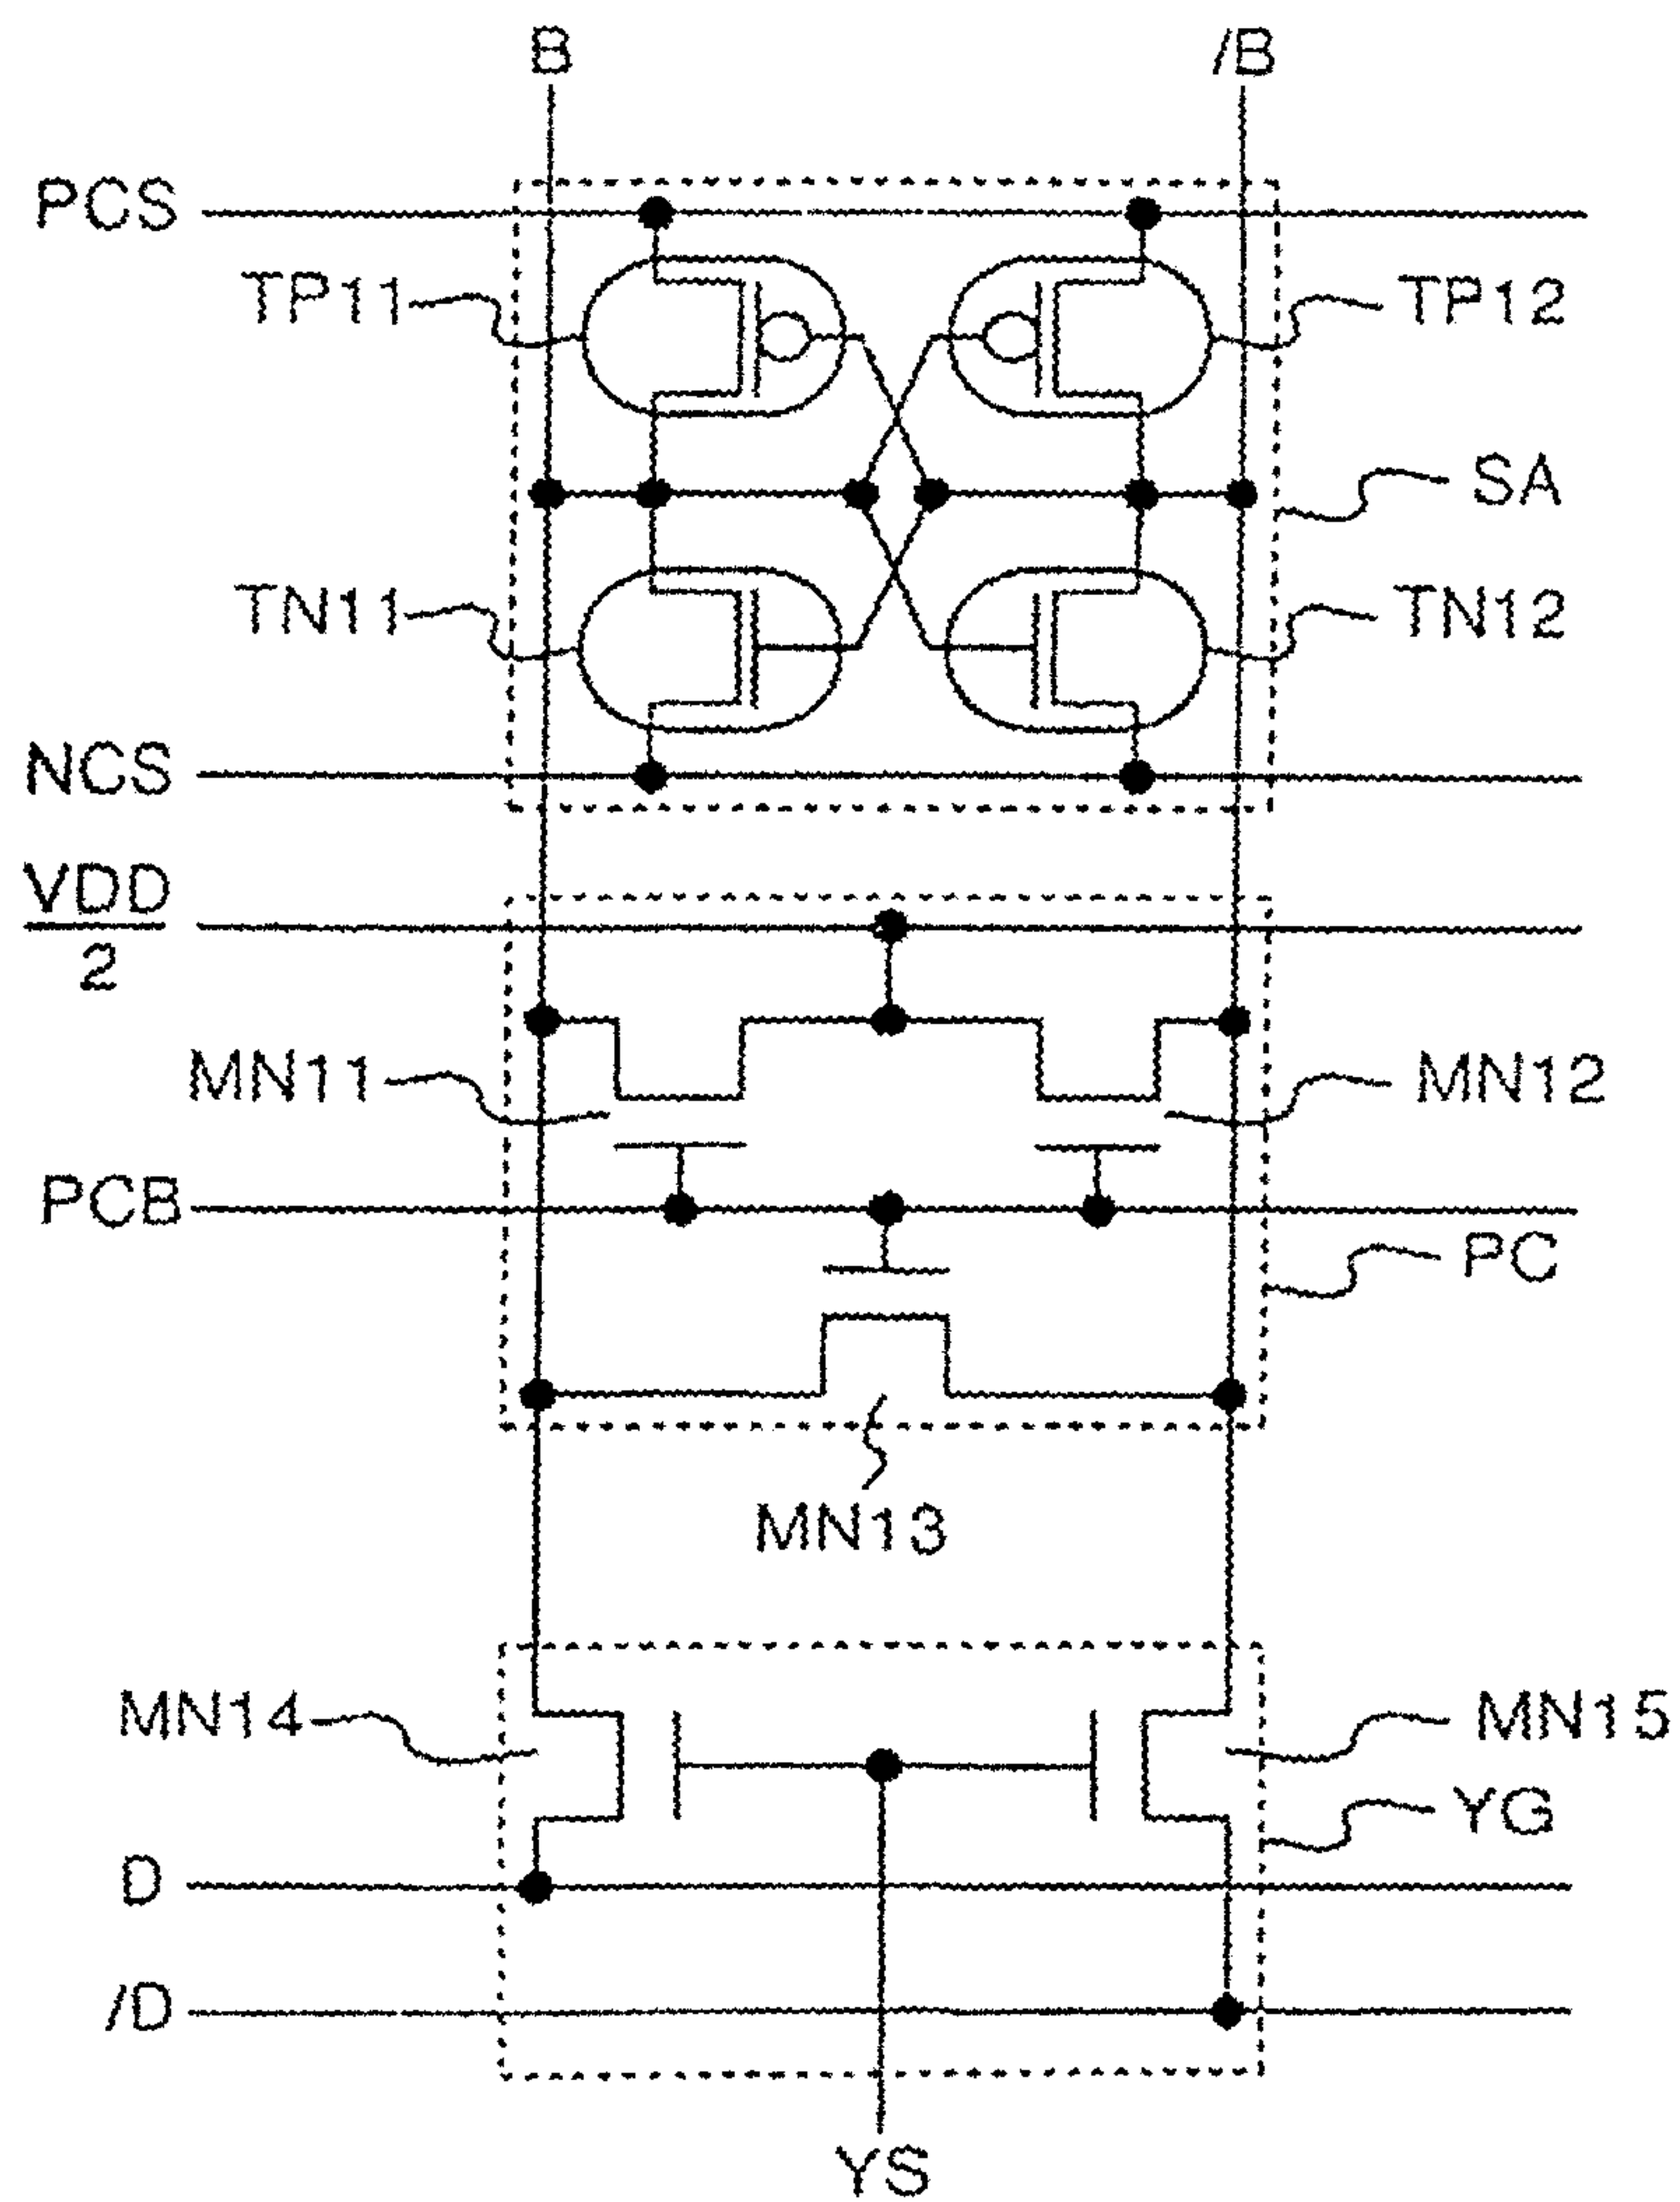 B
/B
PCS
TP11
TP12
SA
TN11
TN12
NCS
VDD
2
MN11
MN12
PCB
PC
MN13
MN14
MN15
YG
D
/D
YS